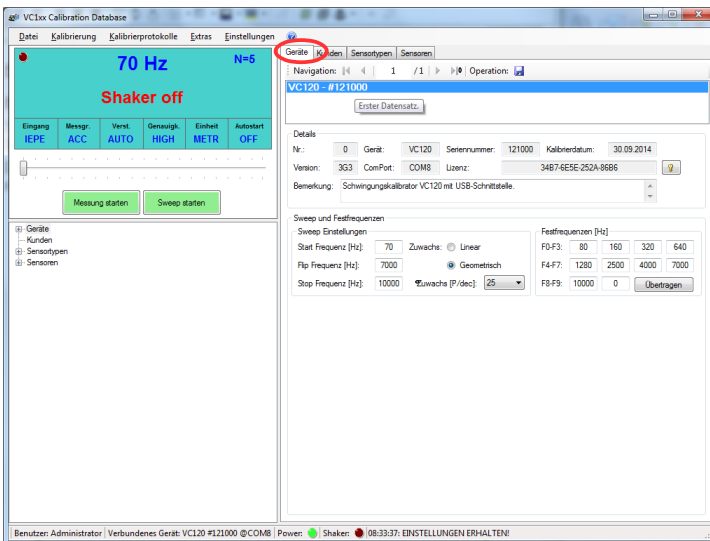 VC1xx Calibration Database
Datei Kalibrierung Kalibrierprotokolle Extras Einstellungen
70 Hz N=5
Shaker off
Eingang Messgr. Verst. Genauigk. Einheit Autostart
IEPE ACC AUTO HIGH METR OFF
Messung starten Sweep starten
Geräte
Kunden
Sensortypen
Sensoren
Geräte Kunden Sensortypen Sensoren
Navigation: 1 /1 Operation:
VC120 - #121000
Erster Datensatz.
Details
Nr.: 0 Gerät: VC120 Seriennummer: 121000 Kalibrierdatum: 30.09.2014
Version: 3G3 ComPort: COM8 Lizenz: 34B7-6E5E-252A-86B6
Bemerkung: Schwingungskalibrator VC120 mit USB-Schnittstelle.
Sweep und Festfrequenzen
Sweep Einstellungen Festfrequenzen [Hz]
Start Frequenz [Hz]: 70 Zuwachs: Linear F0-F3: 80 160 320 640
Flip Frequenz [Hz]: 7000 Geometrisch F4-F7: 1280 2500 4000 7000
Stop Frequenz [Hz]: 10000 Zuwachs [P/dec]: 25 F8-F9: 10000 0 Übertragen
Benutzer: Administrator Verbundenes Gerät: VC120 #121000 @COM8 Power: Shaker: 08:33:37: EINSTELLUNGEN ERHALTEN!